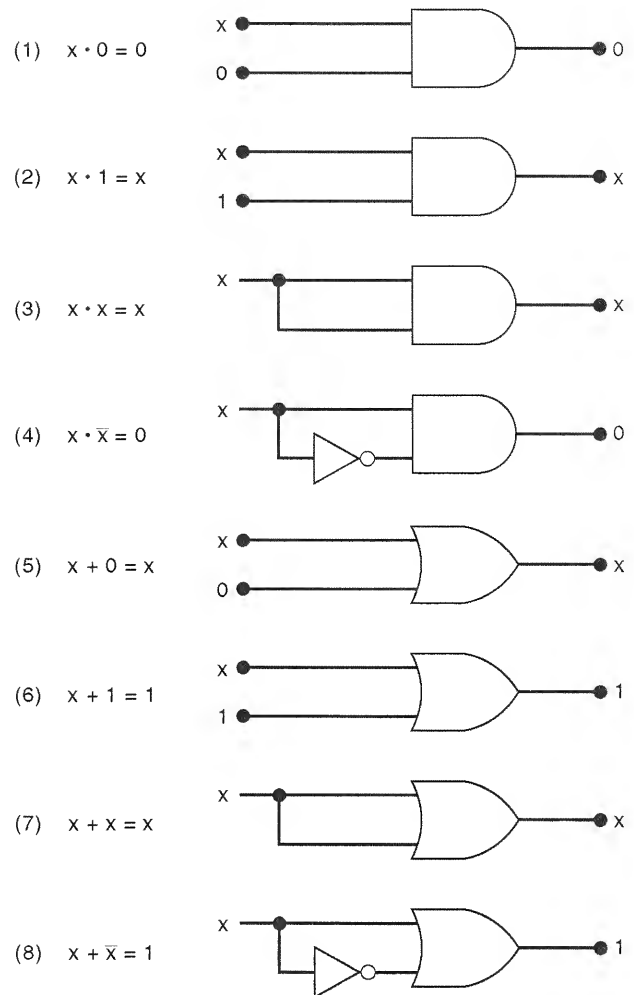 (1) x · 0 = 0 x 0 0
(2) x · 1 = x x 1 x
(3) x · x = x x x
(4) x · x̅ = 0 x 0
(5) x + 0 = x x 0 x
(6) x + 1 = 1 x 1 1
(7) x + x = x x x
(8) x + x̅ = 1 x 1